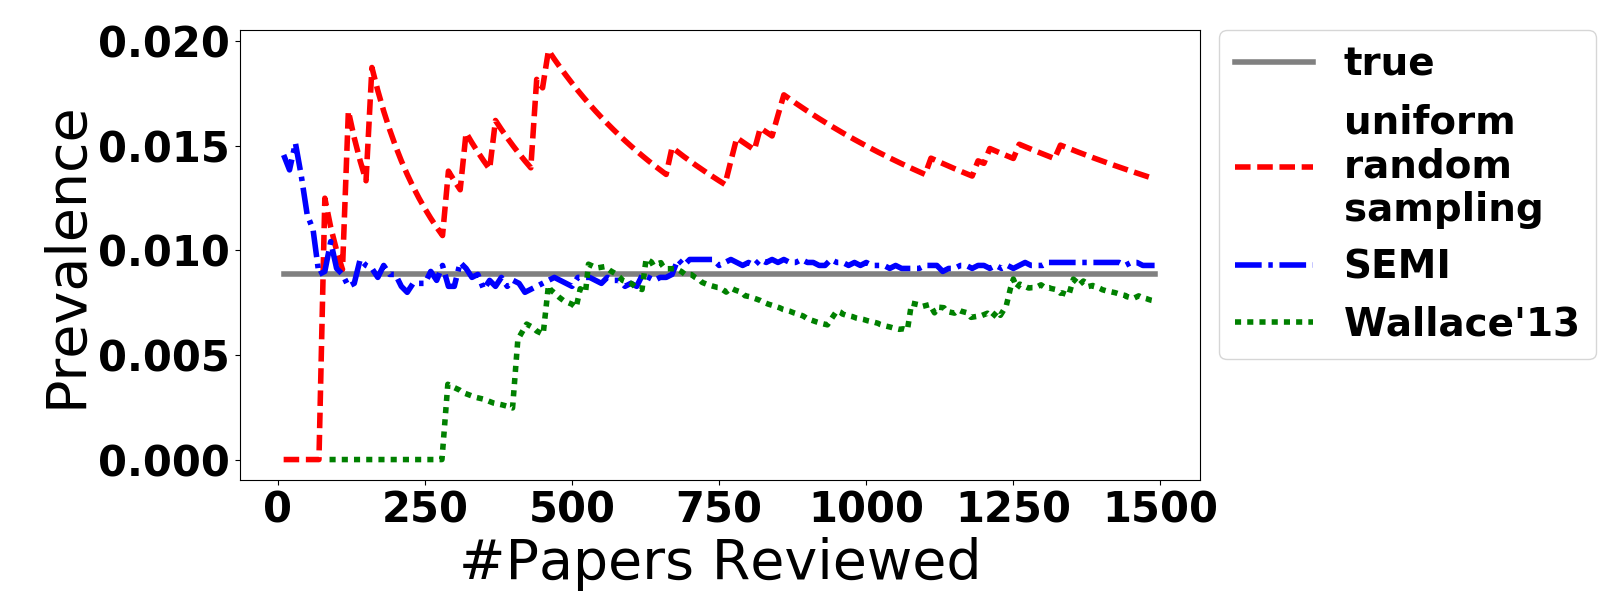 Prevalence
0.020
0.015
0.010
0.005
0.000
0 250 500 750 1000 1250 1500
#Papers Reviewed
true
uniform
random
sampling
SEMI
Wallace'13